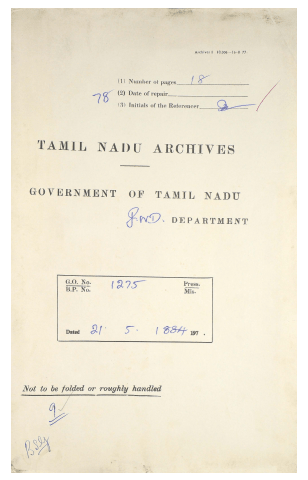 (1) Number of pages 18
78 (2) Date of repair
(3) Initials of the Referencer
TAMIL NADU ARCHIVES
GOVERNMENT OF TAMIL NADU
DEPARTMENT
G.O. No. 1275 Press.
B.P. No. Mis.
Dated 21 5. 1884 197 .
Not to be folded or roughly handled
9